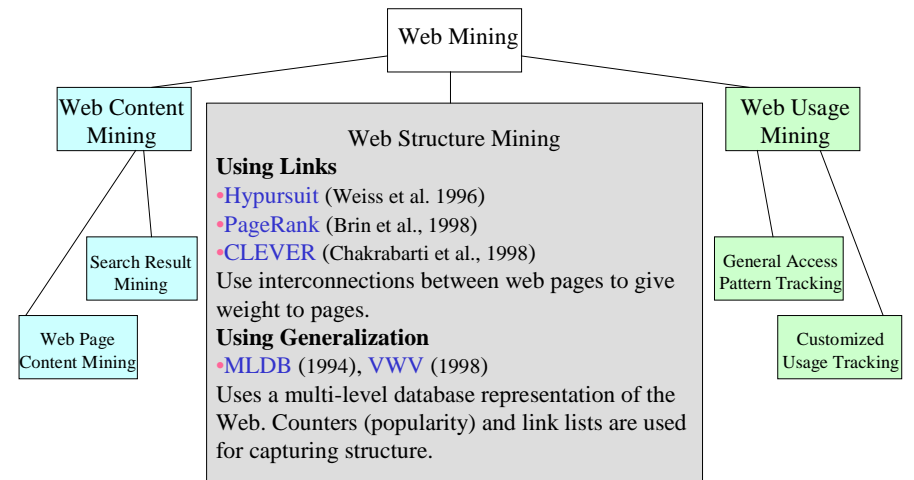 Web Mining
Web Content
Mining
Search Result
Mining
Web Page
Content Mining
Web Structure Mining
Using Links
•Hypursuit (Weiss et al. 1996)
•PageRank (Brin et al., 1998)
•CLEVER (Chakrabarti et al., 1998)
Use interconnections between web pages to give
weight to pages.
Using Generalization
•MLDB (1994), VWV (1998)
Uses a multi-level database representation of the
Web. Counters (popularity) and link lists are used
for capturing structure.
Web Usage
Mining
General Access
Pattern Tracking
Customized
Usage Tracking